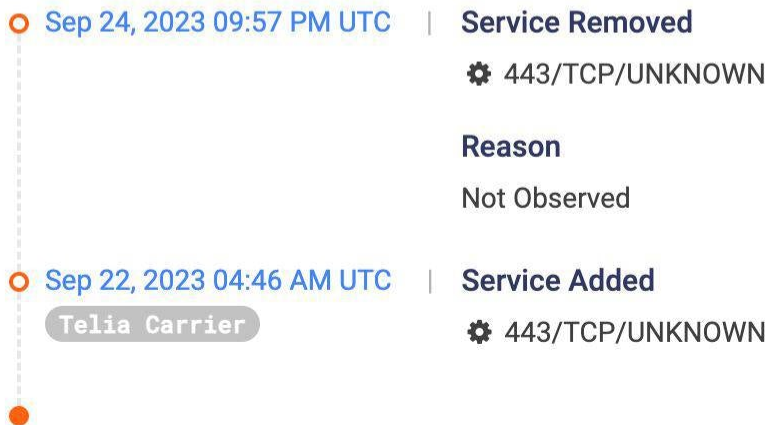 Sep 24, 2023 09:57 PM UTC | Service Removed
443/TCP/UNKNOWN
Reason
Not Observed
Sep 22, 2023 04:46 AM UTC | Service Added
Telia Carrier 443/TCP/UNKNOWN